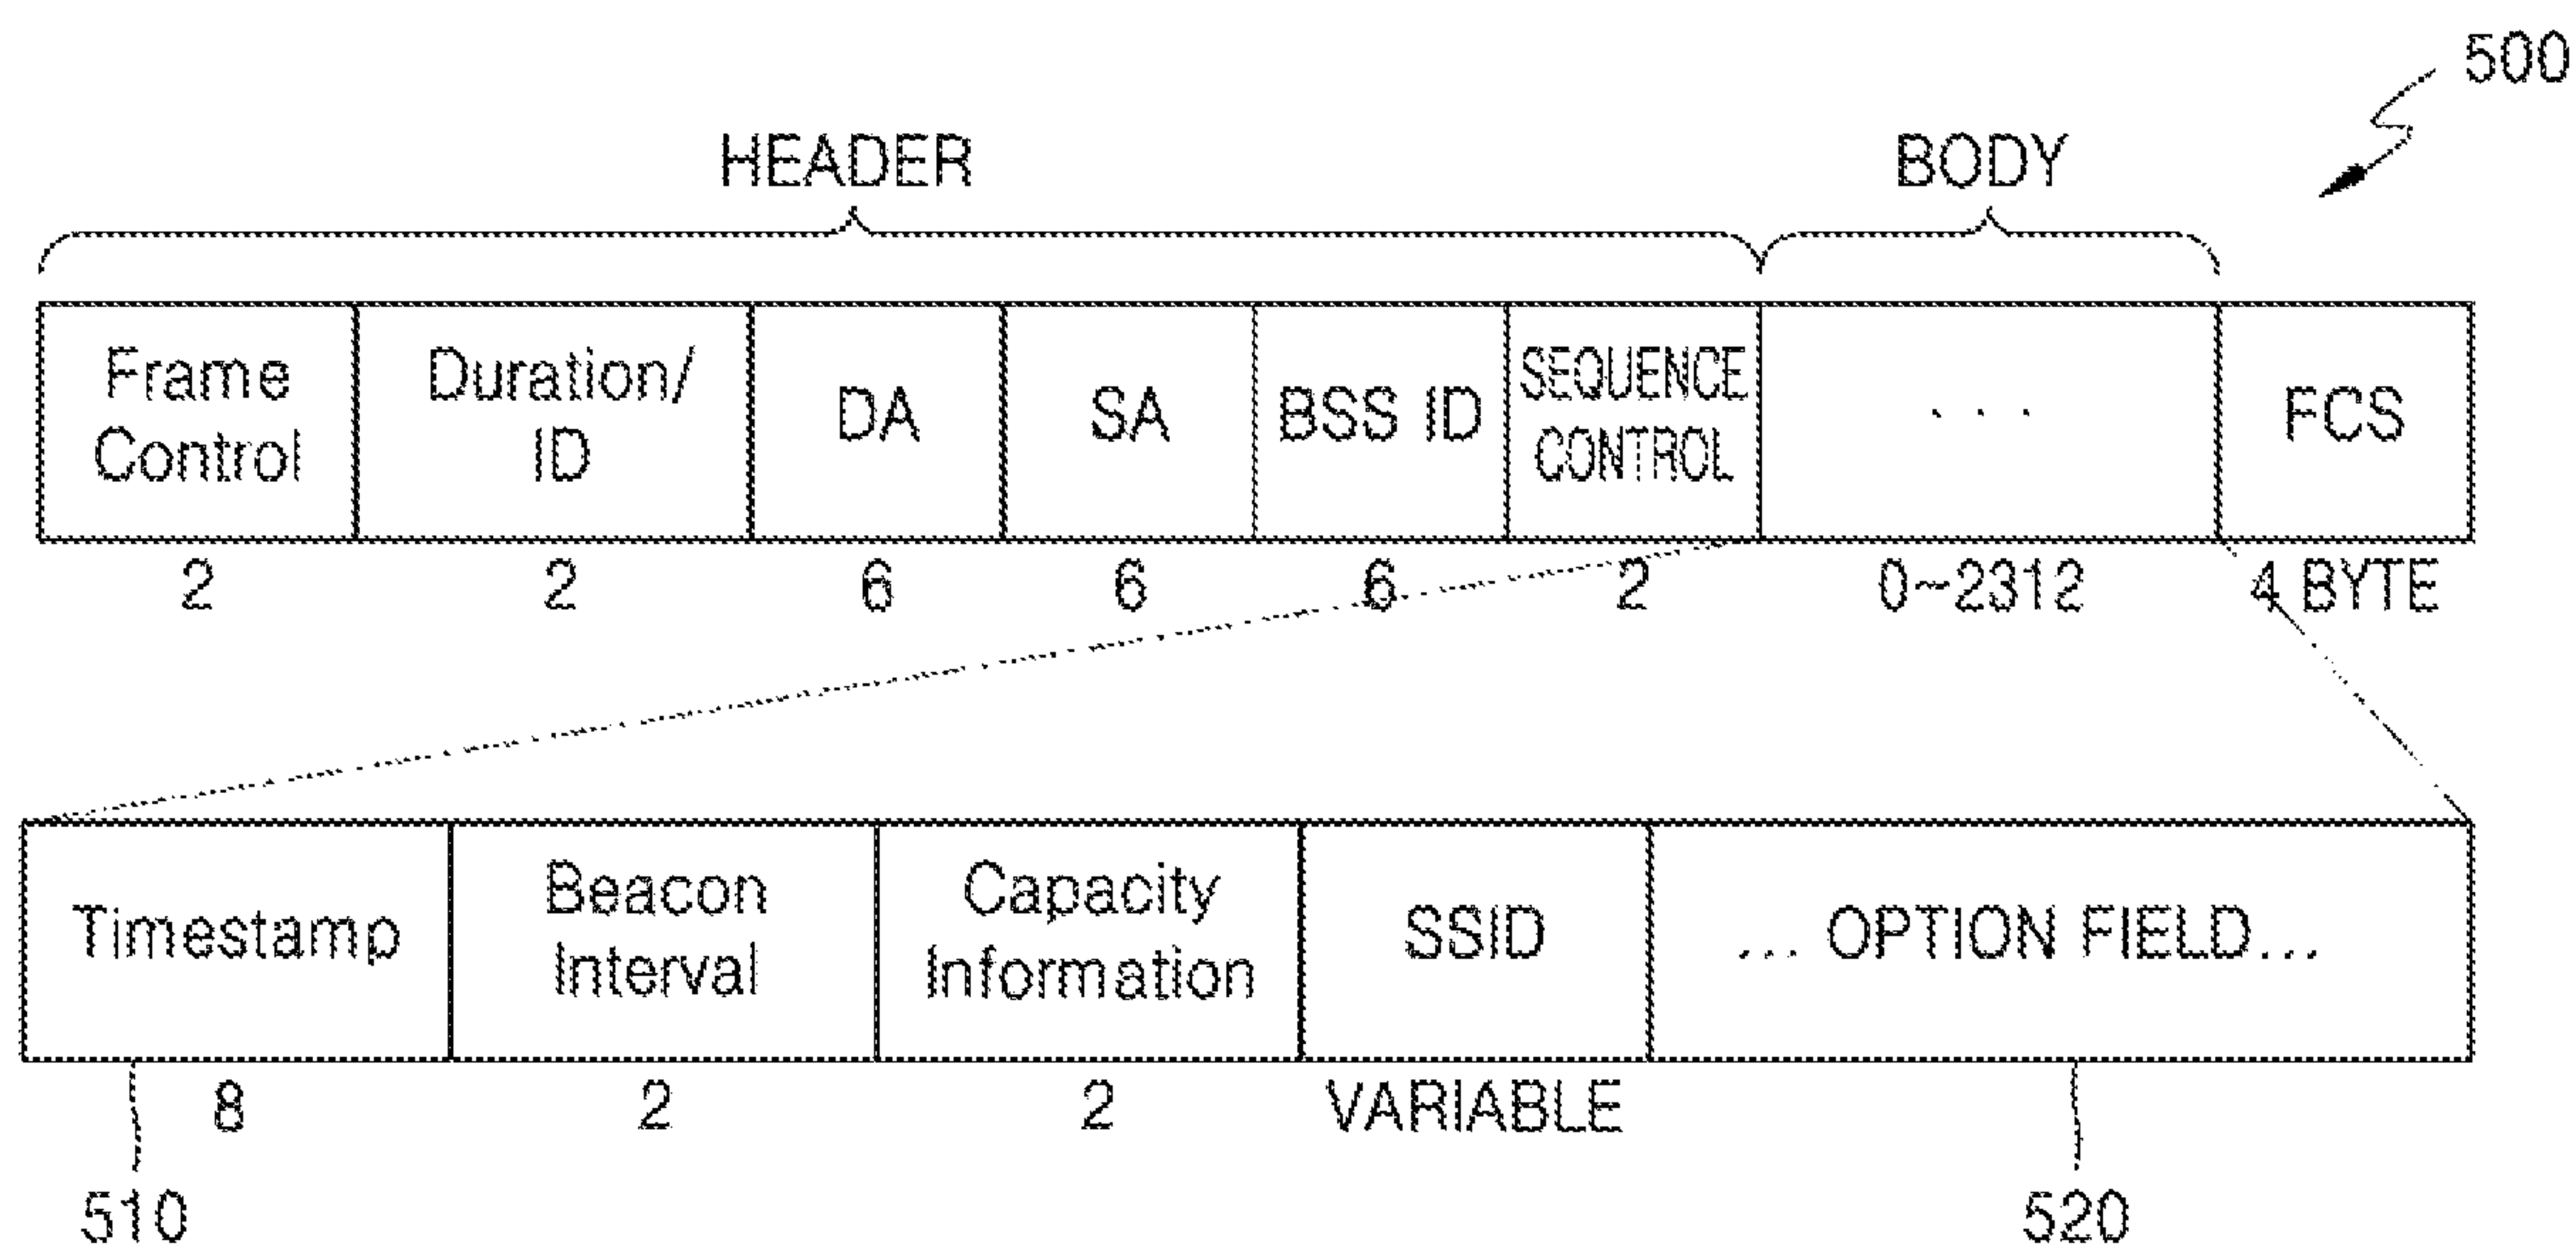 500
HEADER BODY
Frame Control Duration/ ID DA SA BSS ID SEQUENCE CONTROL . . . FCS
2 2 6 6 6 2 0~2312 4 BYTE
Timestamp Beacon Interval Capacity Information SSID ... OPTION FIELD...
8 2 2 VARIABLE
510 520